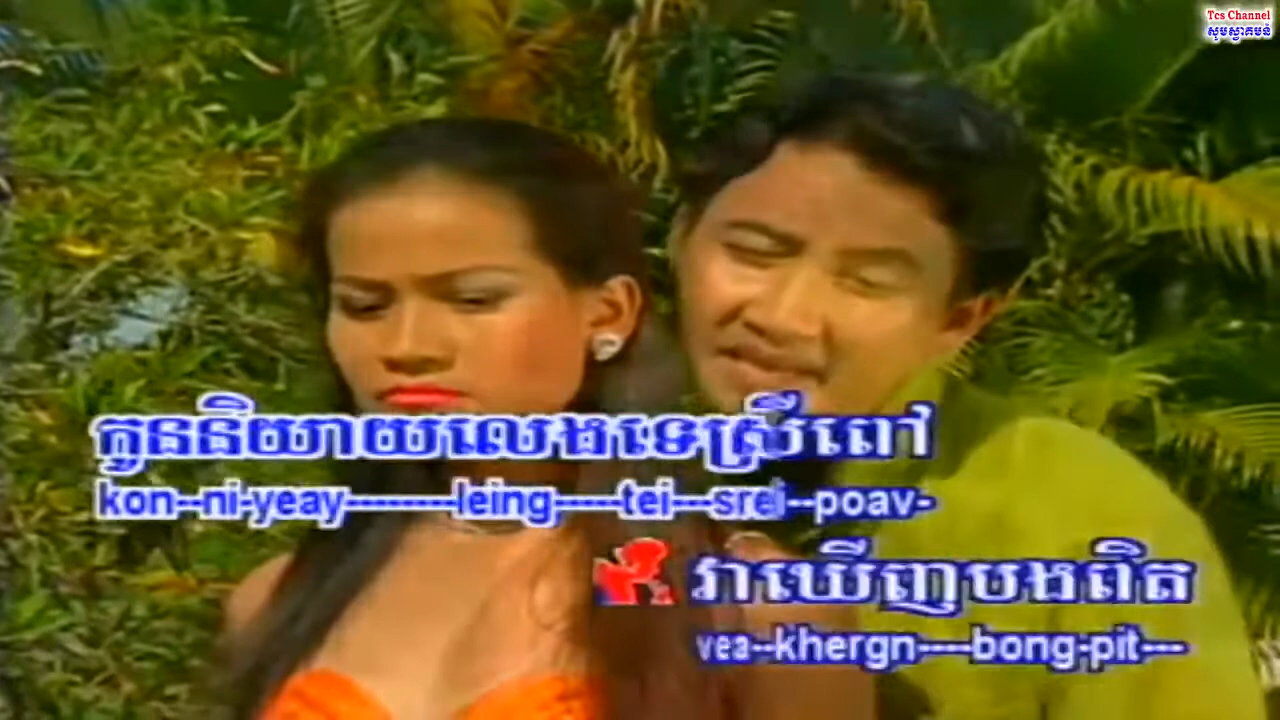 Tcs Channel
សូមស្វាគមន៍
កូននិយាយលេងទេស្រីពៅ
kon--ni-yeay---------leing,-----tei---srei--poav-
វាឃើញបងពិត
vea--khergn----bong-pit---